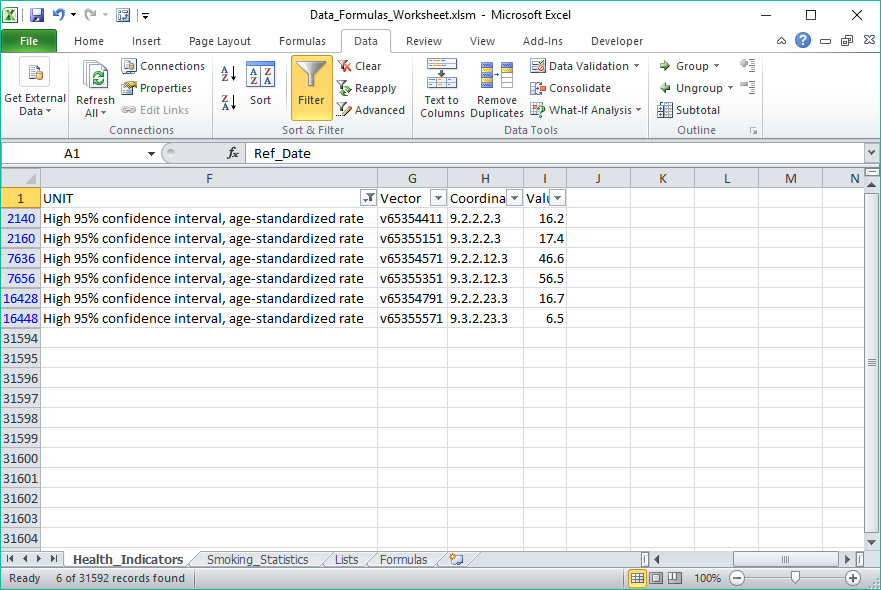 Data_Formulas_Worksheet.xlsm - Microsoft Excel
File Home Insert Page Layout Formulas Data Review View Add-Ins Developer
Get External Data
Refresh All
Connections
Properties
Edit Links
Connections
Sort
Filter
Clear
Reapply
Advanced
Sort & Filter
Text to Columns
Remove Duplicates
Data Validation
Consolidate
What-If Analysis
Data Tools
Group
Ungroup
Subtotal
Outline
A1 fx Ref_Date
F G H I J K L M N
1 UNIT Vector Coordina Valu
2140 High 95% confidence interval, age-standardized rate v65354411 9.2.2.2.3 16.2
2160 High 95% confidence interval, age-standardized rate v65355151 9.3.2.2.3 17.4
7636 High 95% confidence interval, age-standardized rate v65354571 9.2.2.12.3 46.6
7656 High 95% confidence interval, age-standardized rate v65355351 9.3.2.12.3 56.5
16428 High 95% confidence interval, age-standardized rate v65354791 9.2.2.23.3 16.7
16448 High 95% confidence interval, age-standardized rate v65355571 9.3.2.23.3 6.5
31594
31595
31596
31597
31598
31599
31600
31601
31602
31603
31604
Health_Indicators Smoking_Statistics Lists Formulas
Ready 6 of 31592 records found 100%